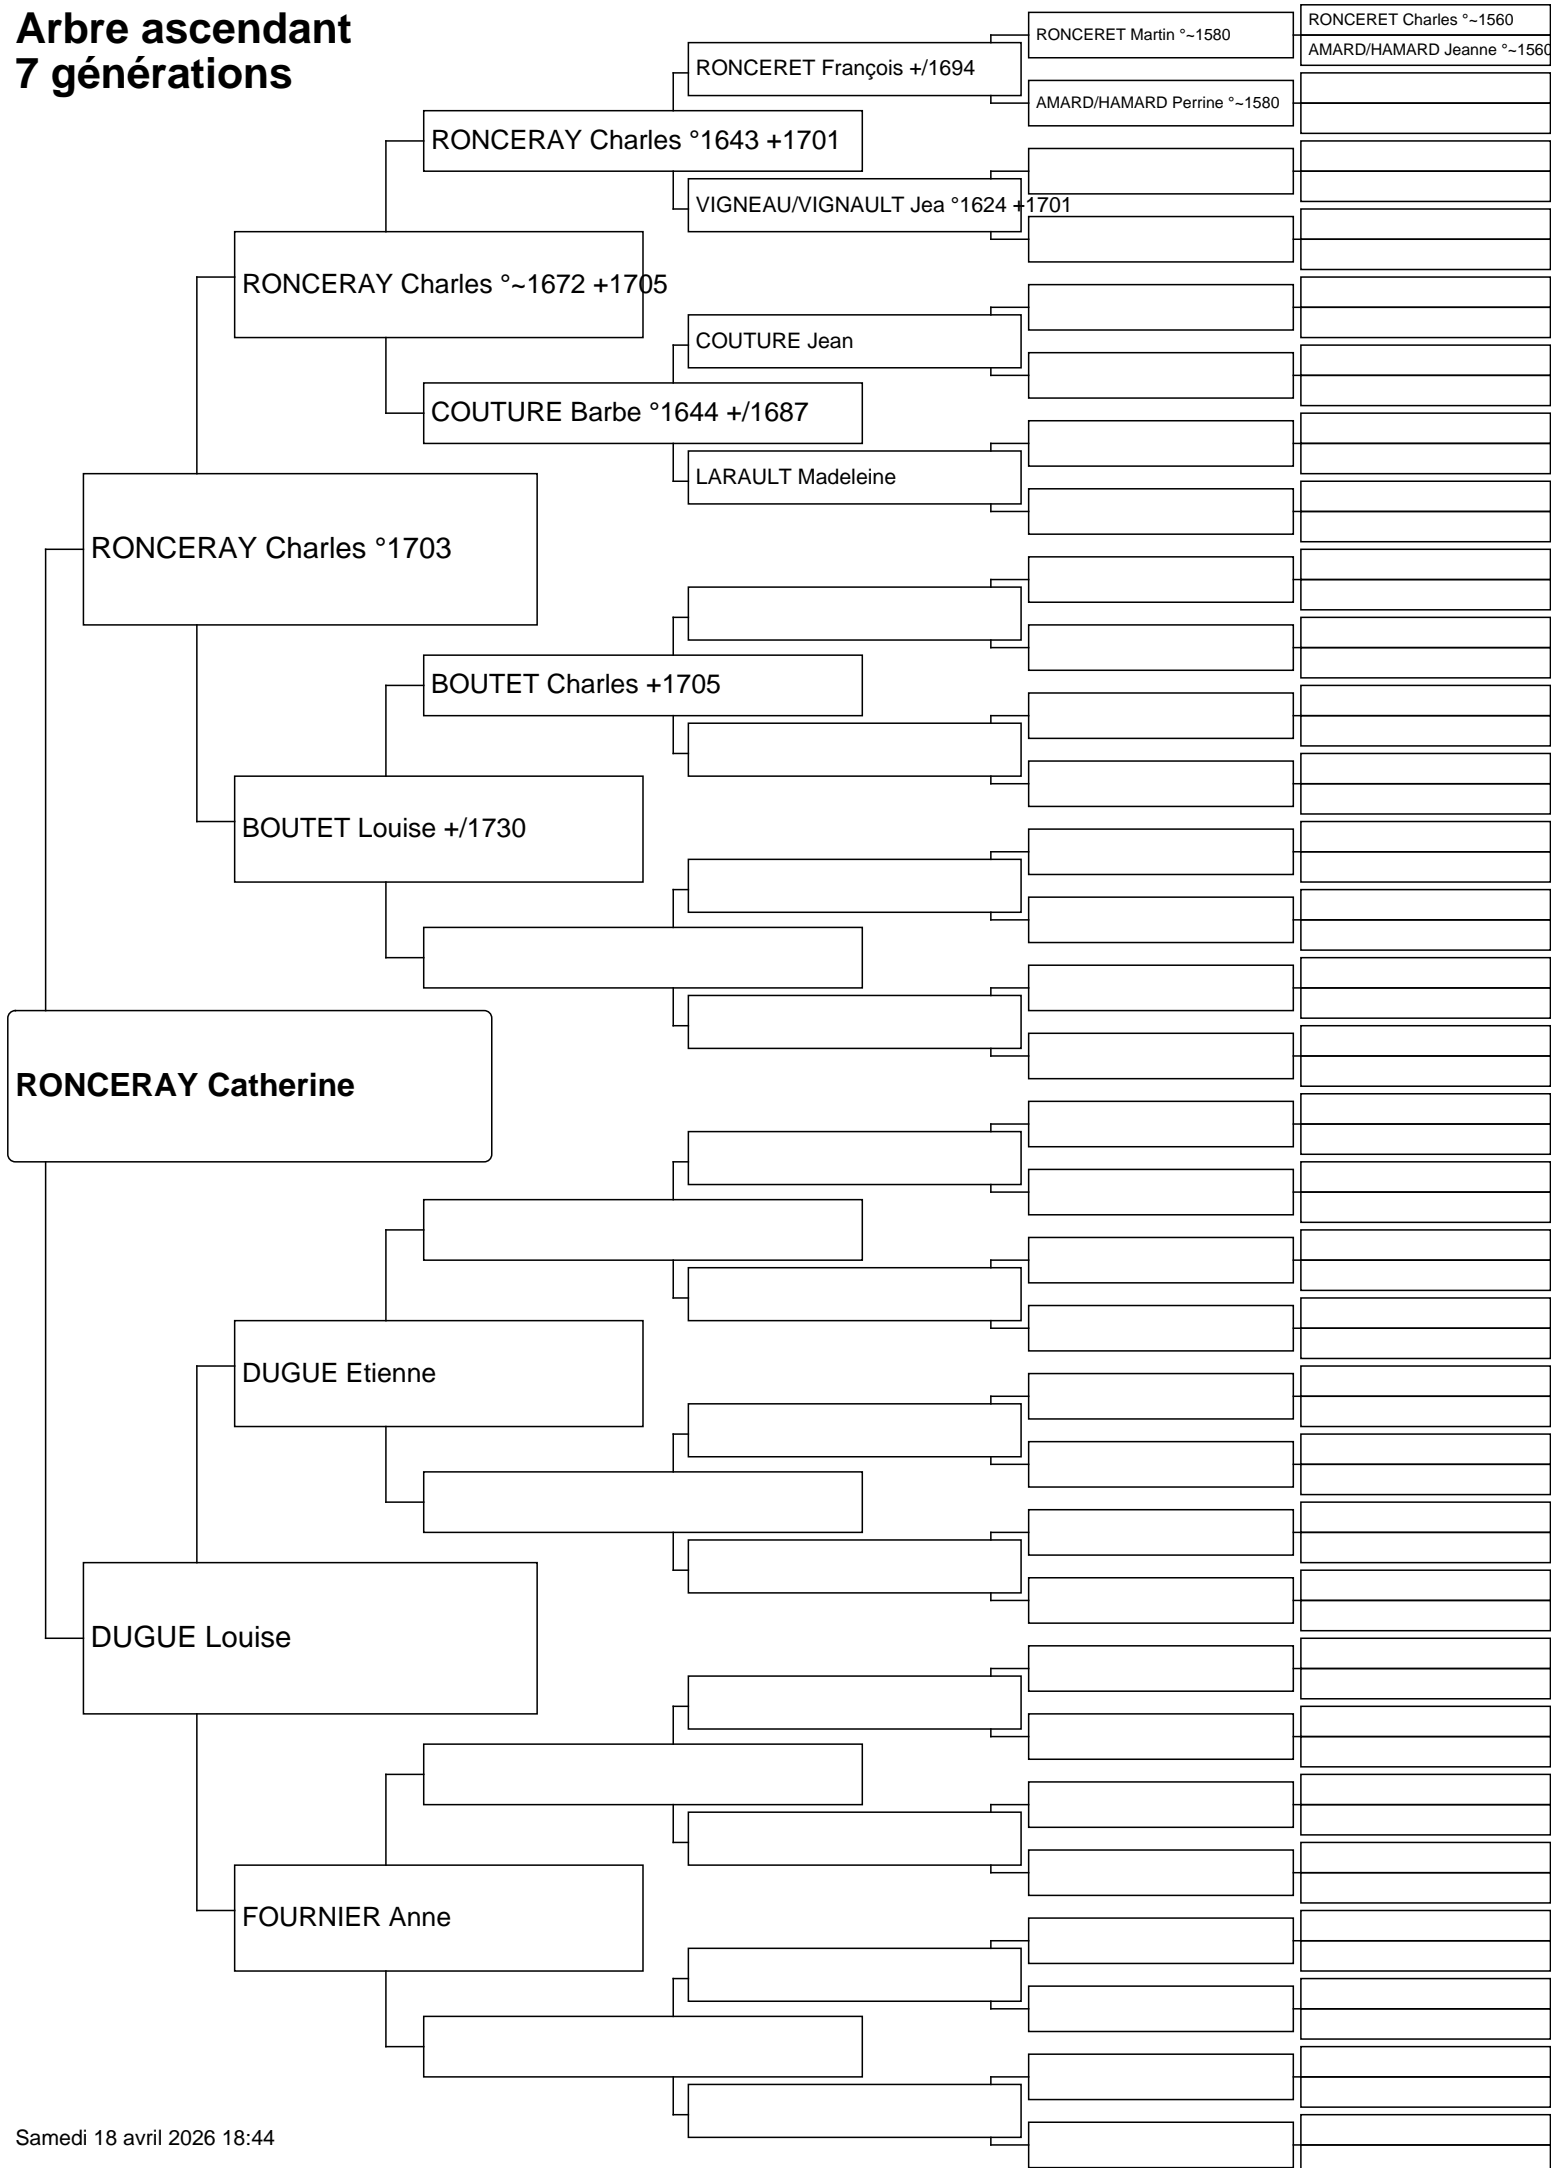 Arbre ascendant
7 générations
RONCERET Charles °~1560
RONCERET Martin °~1580
AMARD/HAMARD Jeanne °~1560
RONCERET François +/1694
AMARD/HAMARD Perrine °~1580
RONCERAY Charles °1643 +1701
VIGNEAU/VIGNAULT Jea °1624 +1701
RONCERAY Charles °~1672 +1705
COUTURE Jean
COUTURE Barbe °1644 +/1687
LARAULT Madeleine
RONCERAY Charles °1703
BOUTET Charles +1705
BOUTET Louise +/1730
RONCERAY Catherine
DUGUE Etienne
DUGUE Louise
FOURNIER Anne
Samedi 18 avril 2026 18:44